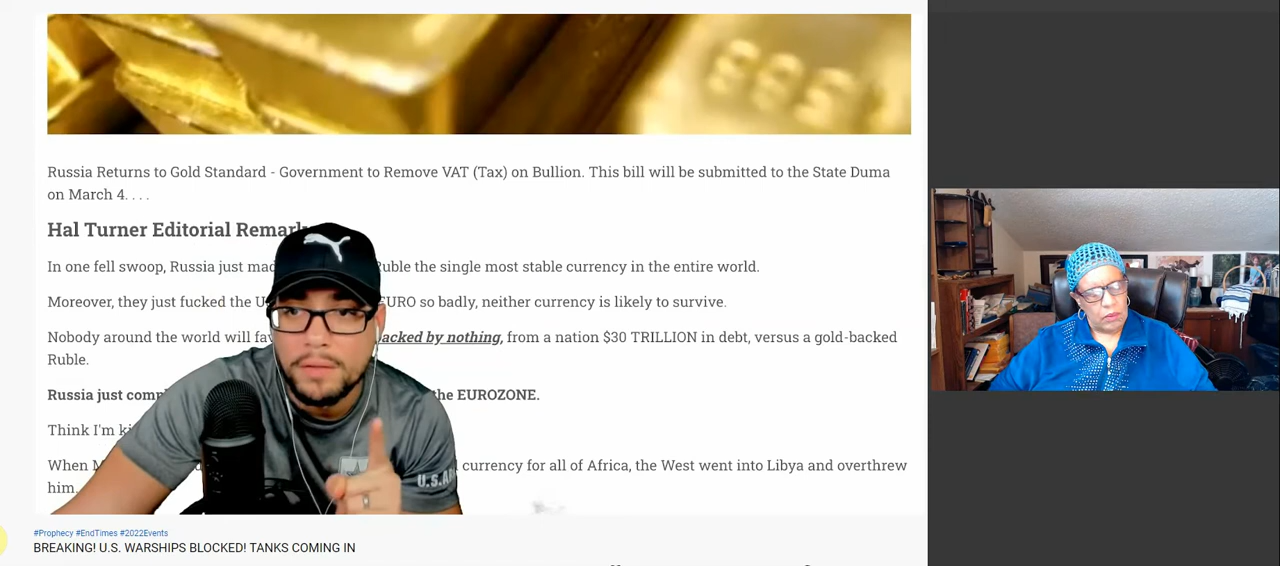 999.
Russia Returns to Gold Standard - Government to Remove VAT (Tax) on Bullion. This bill will be submitted to the State Duma
on March 4. . . .
Hal Turner Editorial Remark
In one fell swoop, Russia just mad Ruble the single most stable currency in the entire world.
Moreover, they just fucked the U EURO so badly, neither currency is likely to survive.
Nobody around the world will fav acked by nothing, from a nation $30 TRILLION in debt, versus a gold-backed
Ruble.
Russia just com the EUROZONE.
Think I'm ki
When M currency for all of Africa, the West went into Libya and overthrew
him.
U.S.AR
#Prophecy #EndTimes #2022Events
BREAKING! U.S. WARSHIPS BLOCKED! TANKS COMING IN